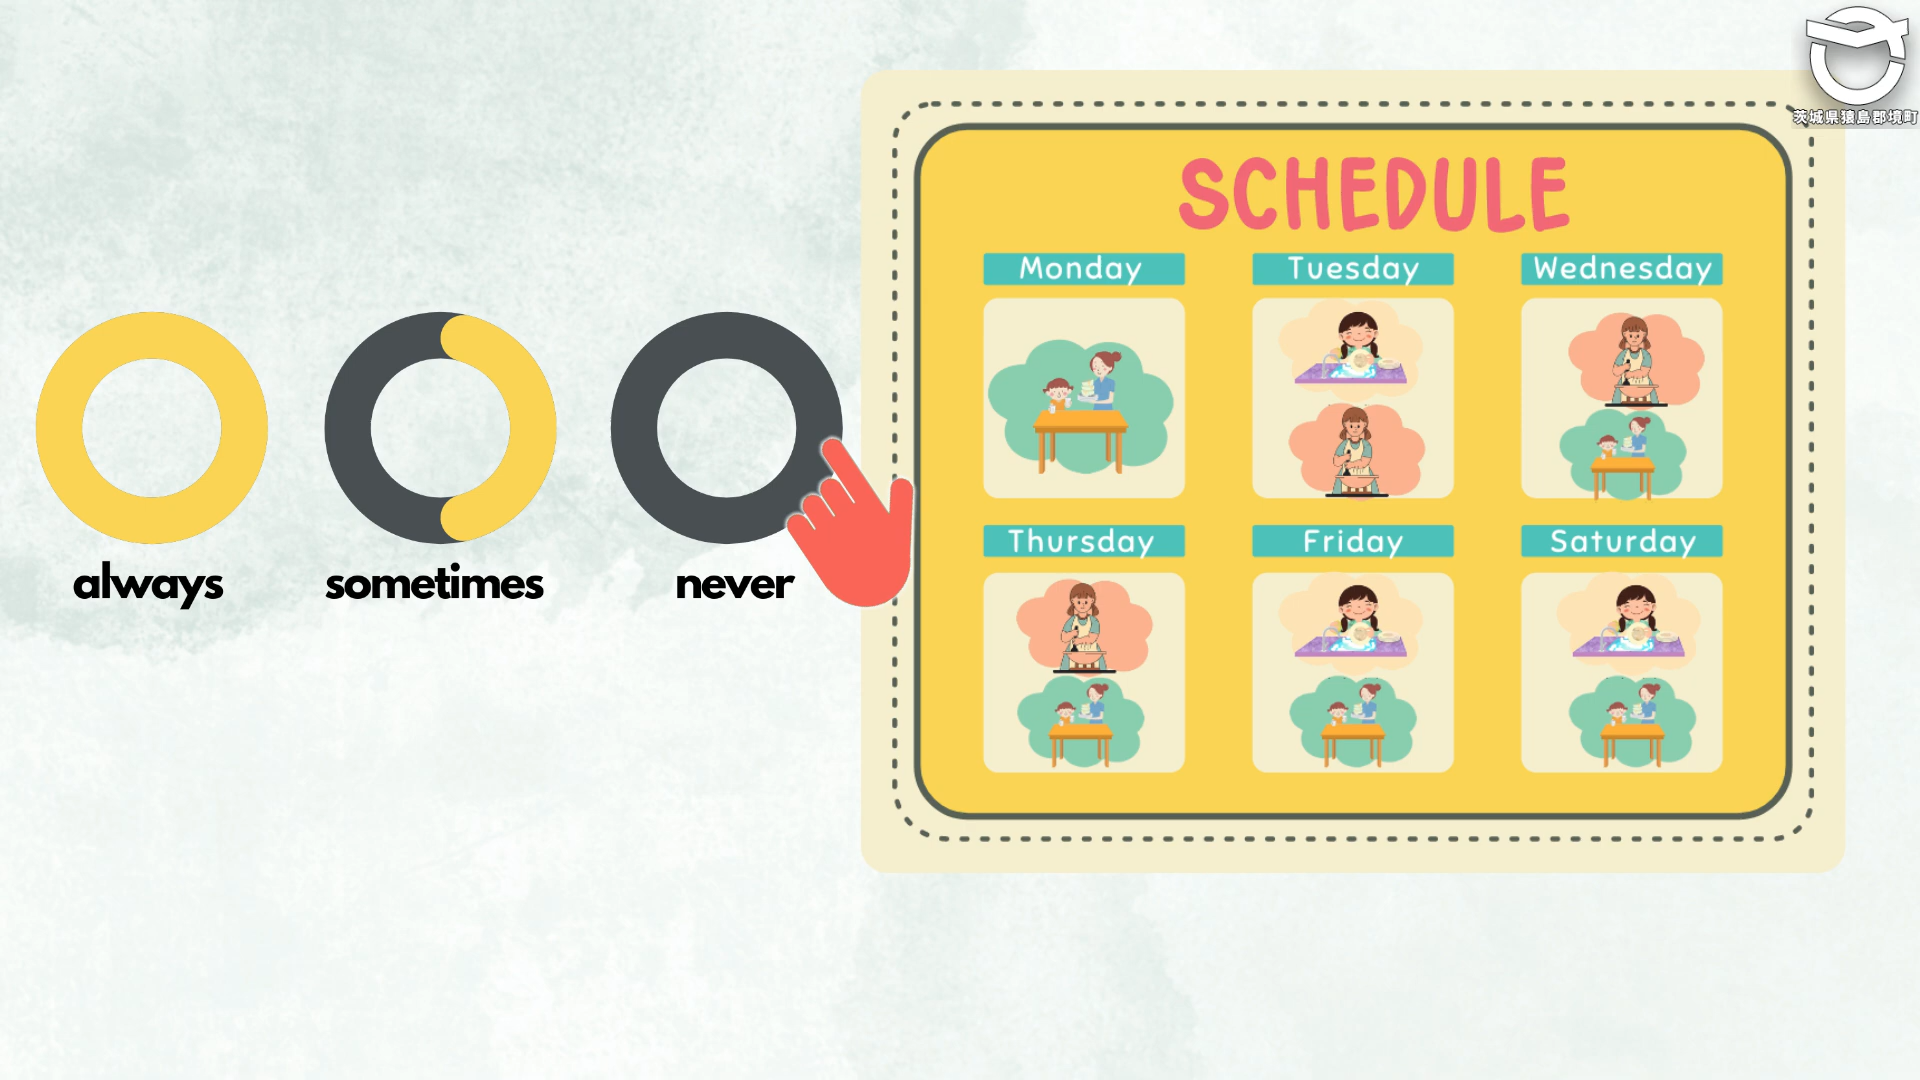 茨城県猿島郡境町
SCHEDULE
Monday
Tuesday
Wednesday
Thursday
Friday
Saturday
always
sometimes
never